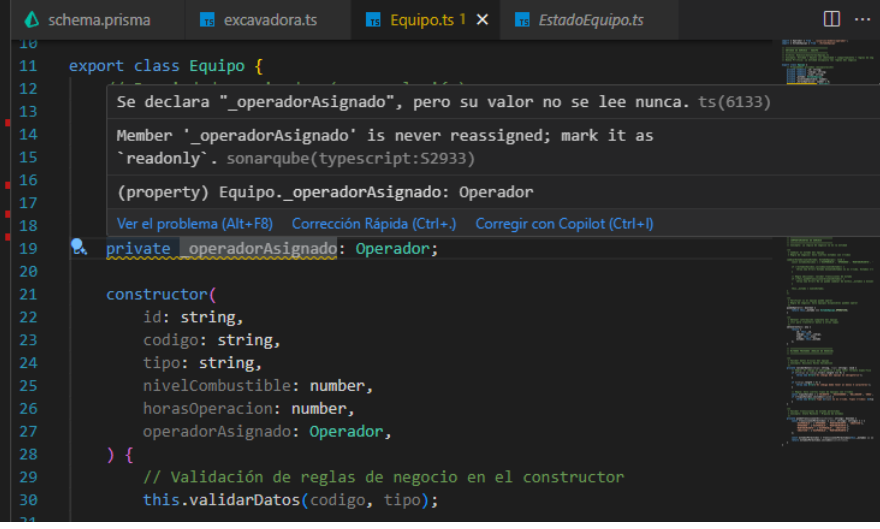 schema.prisma
TS excavadora.ts
TS Equipo.ts 1
TS EstadoEquipo.ts
10
11 export class Equipo {
12
13 Se declara "_operadorAsignado", pero su valor no se lee nunca. ts(6133)
14 Member '_operadorAsignado' is never reassigned; mark it as
15 `readonly`. sonarqube(typescript:S2933)
16
17 (property) Equipo._operadorAsignado: Operador
18 Ver el problema (Alt+F8) Corrección Rápida (Ctrl+.) Corregir con Copilot (Ctrl+I)
19 private _operadorAsignado: Operador;
20
21 constructor(
22 id: string,
23 codigo: string,
24 tipo: string,
25 nivelCombustible: number,
26 horasOperacion: number,
27 operadorAsignado: Operador,
28 ) {
29 // Validación de reglas de negocio en el constructor
30 this.validarDatos(codigo, tipo);
31